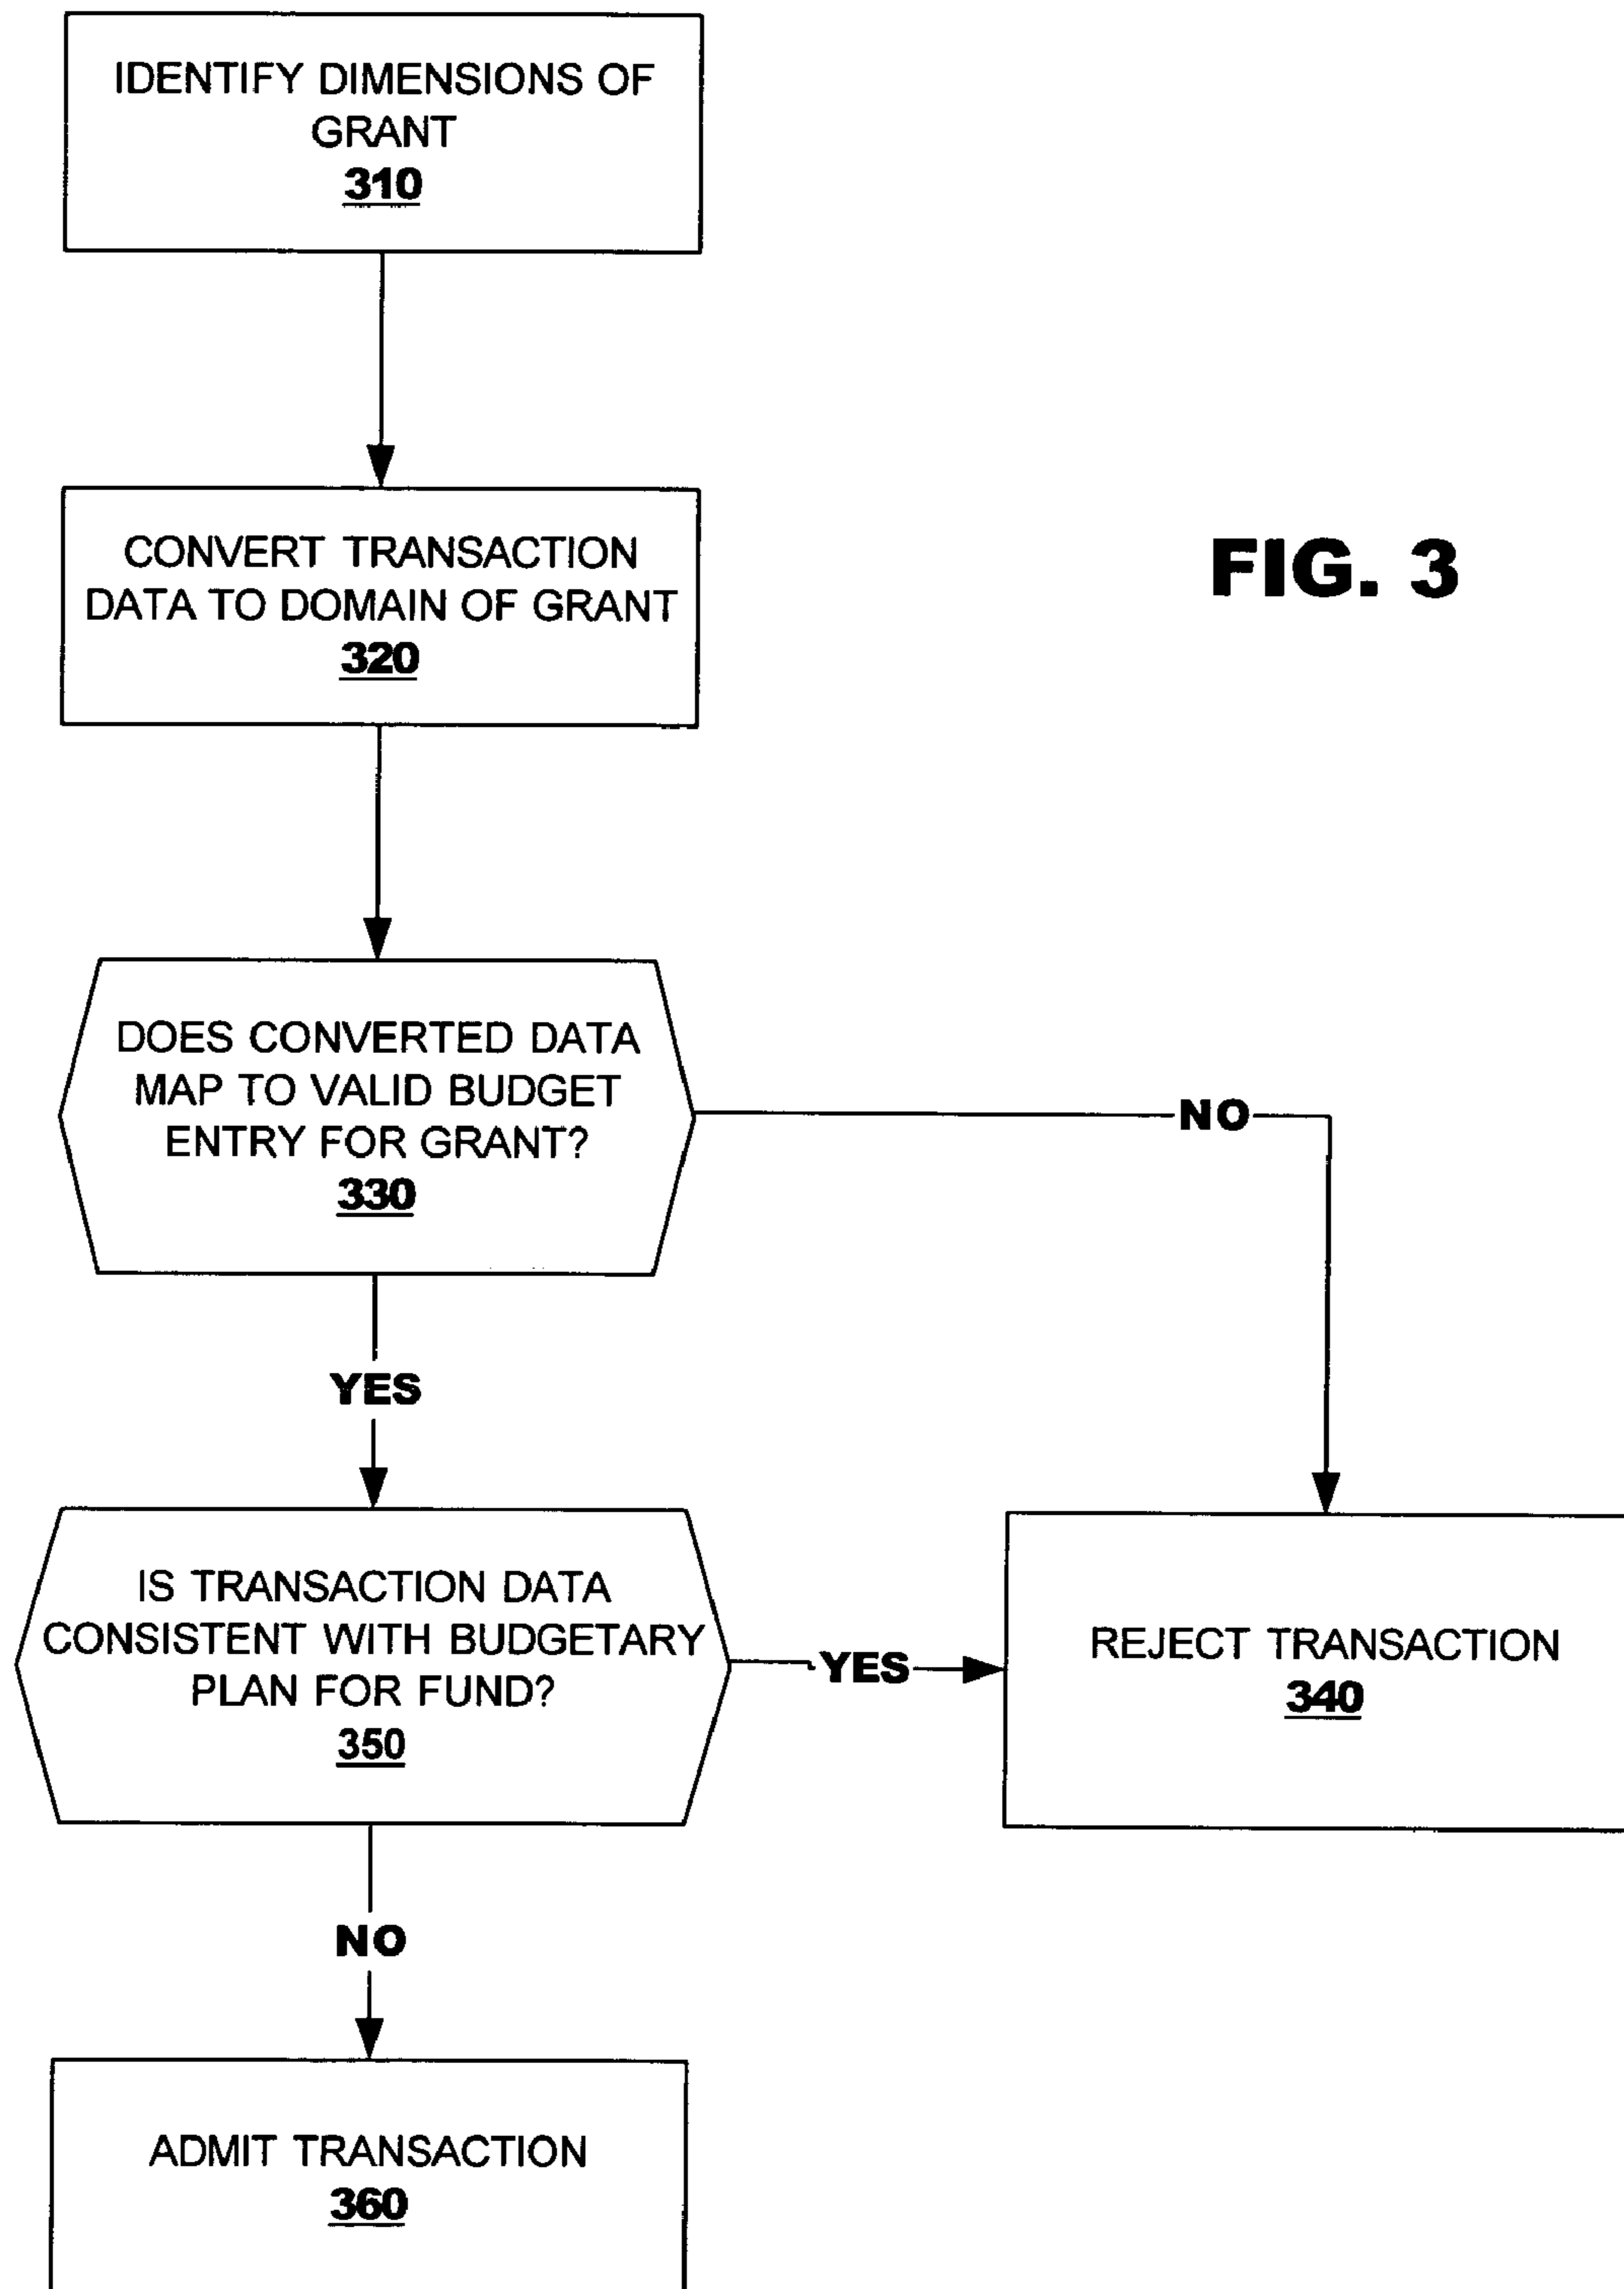 IDENTIFY DIMENSIONS OF
GRANT
310
CONVERT TRANSACTION
DATA TO DOMAIN OF GRANT
320
FIG. 3
DOES CONVERTED DATA
MAP TO VALID BUDGET
ENTRY FOR GRANT?
330
NO
YES
IS TRANSACTION DATA
CONSISTENT WITH BUDGETARY
PLAN FOR FUND?
350
YES
REJECT TRANSACTION
340
NO
ADMIT TRANSACTION
360